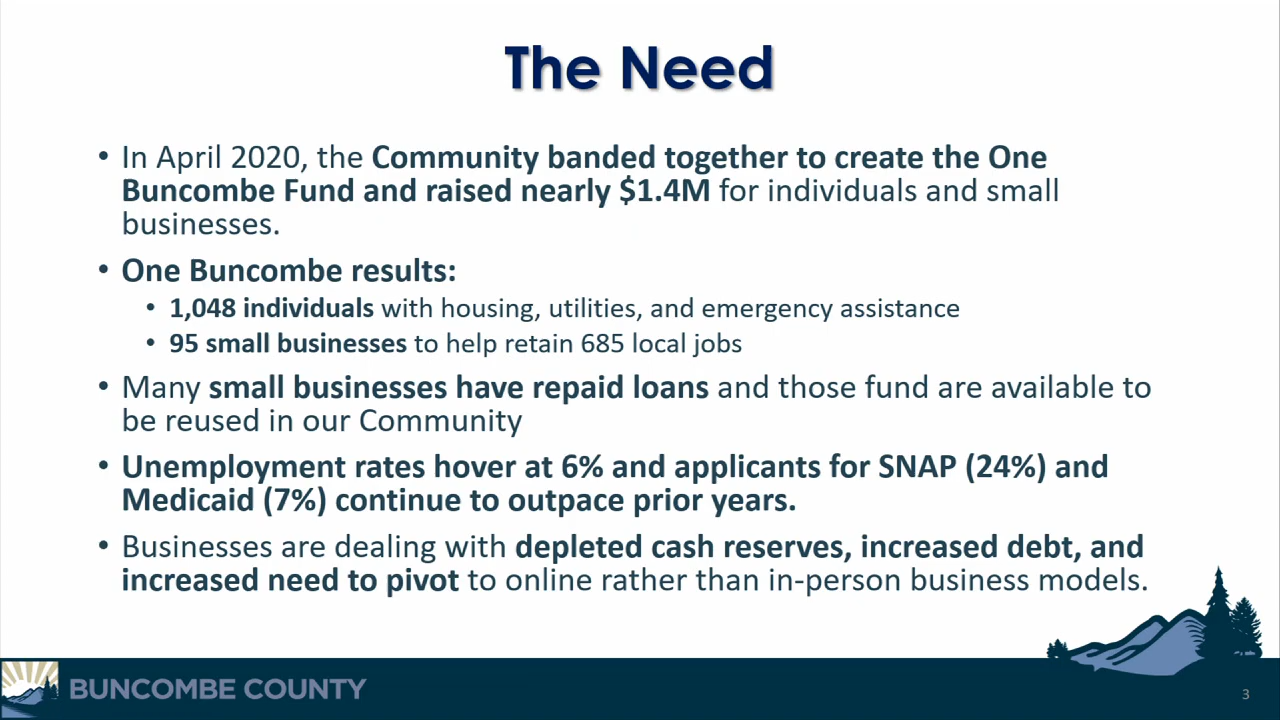 The Need
• In April 2020, the Community banded together to create the One
Buncombe Fund and raised nearly $1.4M for individuals and small
businesses.
• One Buncombe results:
• 1,048 individuals with housing, utilities, and emergency assistance
• 95 small businesses to help retain 685 local jobs
• Many small businesses have repaid loans and those fund are available to
be reused in our Community
• Unemployment rates hover at 6% and applicants for SNAP (24%) and
Medicaid (7%) continue to outpace prior years.
• Businesses are dealing with depleted cash reserves, increased debt, and
increased need to pivot to online rather than in-person business models.
BUNCOMBE COUNTY
3